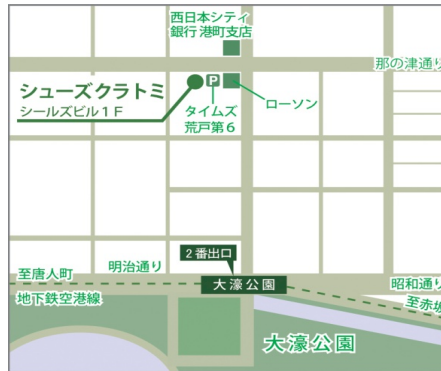 西日本シティ
銀行 港町支店
那の津通り
シューズ クラトミ
シールズビル1F
P
ローソン
タイムズ
荒戸第6
2番出口
至唐人町
明治通り
大濠公園
昭和通り
地下鉄空港線
至赤坂
大濠公園